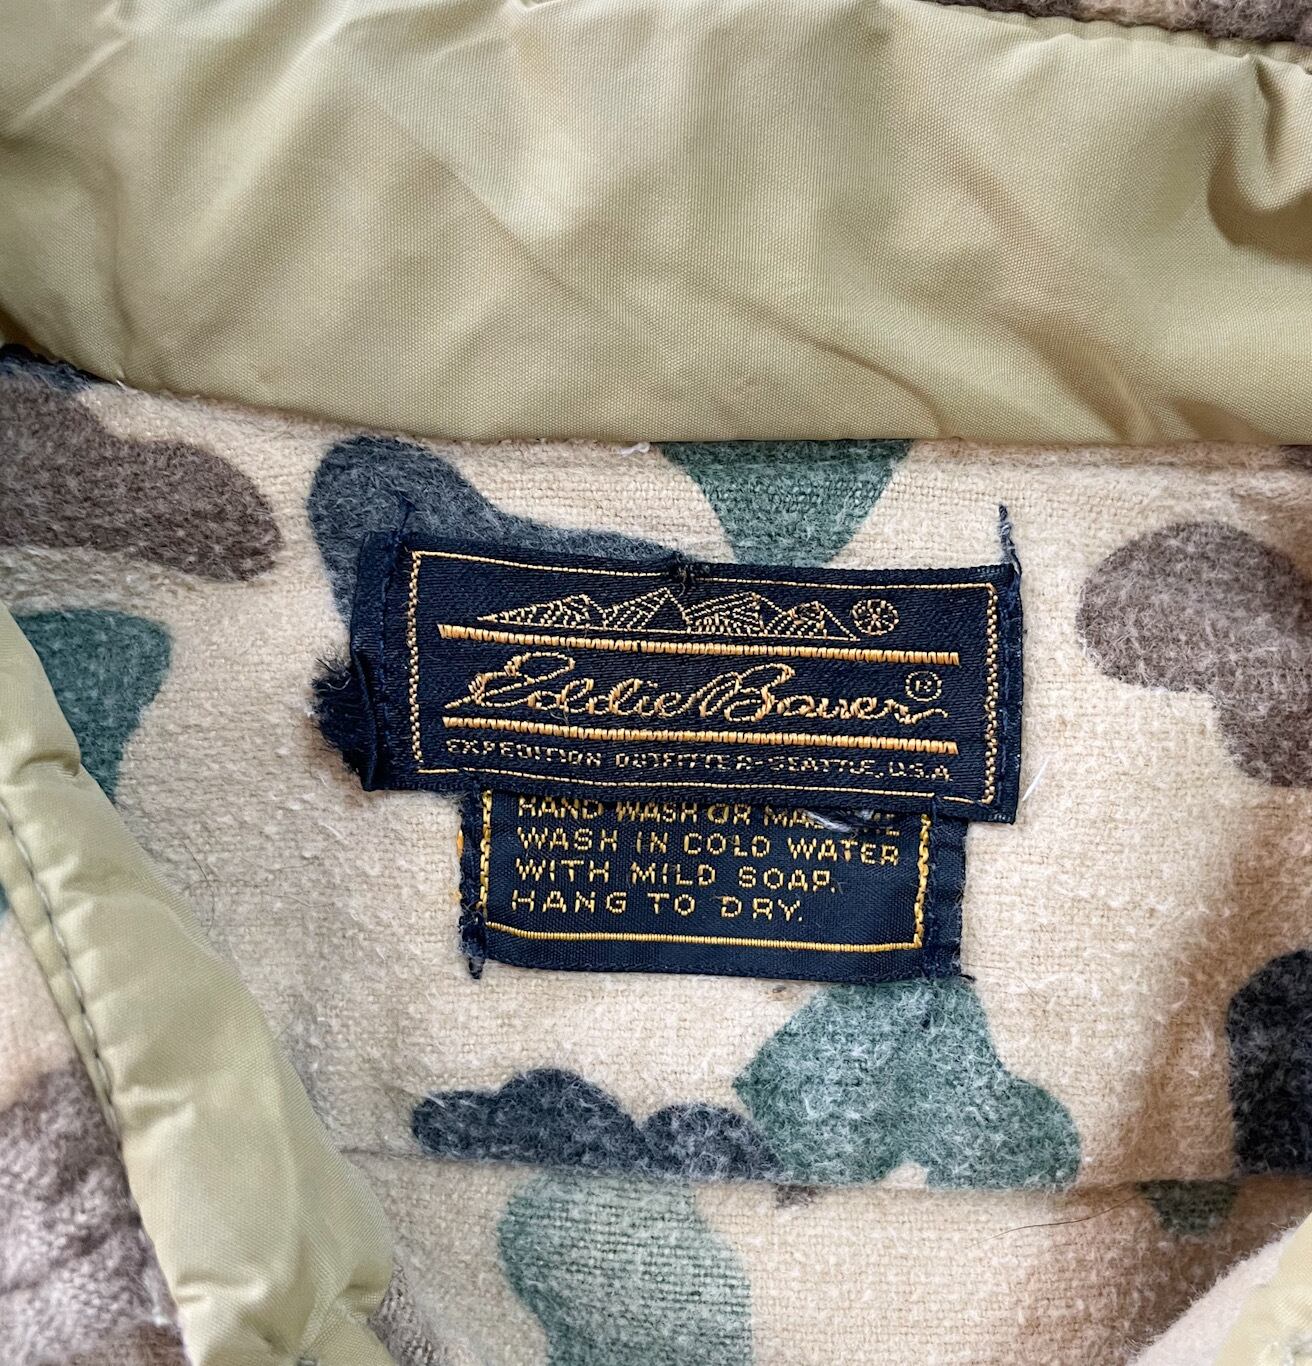 Eddie Bauer ®
EXPEDITION OUTFITTER-SEATTLE, U.S.A
HAND WASH OR MACHINE
WASH IN COLD WATER
WITH MILD SOAP.
HANG TO DRY.